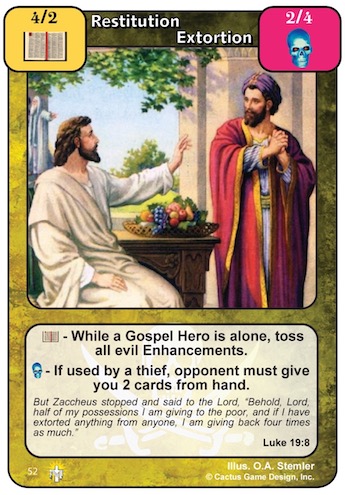 4/2
Restitution
Extortion
2/4
- While a Gospel Hero is alone, toss
all evil Enhancements.
- If used by a thief, opponent must give
you 2 cards from hand.
But Zaccheus stopped and said to the Lord, “Behold, Lord,
half of my possessions I am giving to the poor, and if I have
extorted anything from anyone, I am giving back four times
as much.”
Luke 19:8
52
Illus. O.A. Stemler
© Cactus Game Design, Inc.